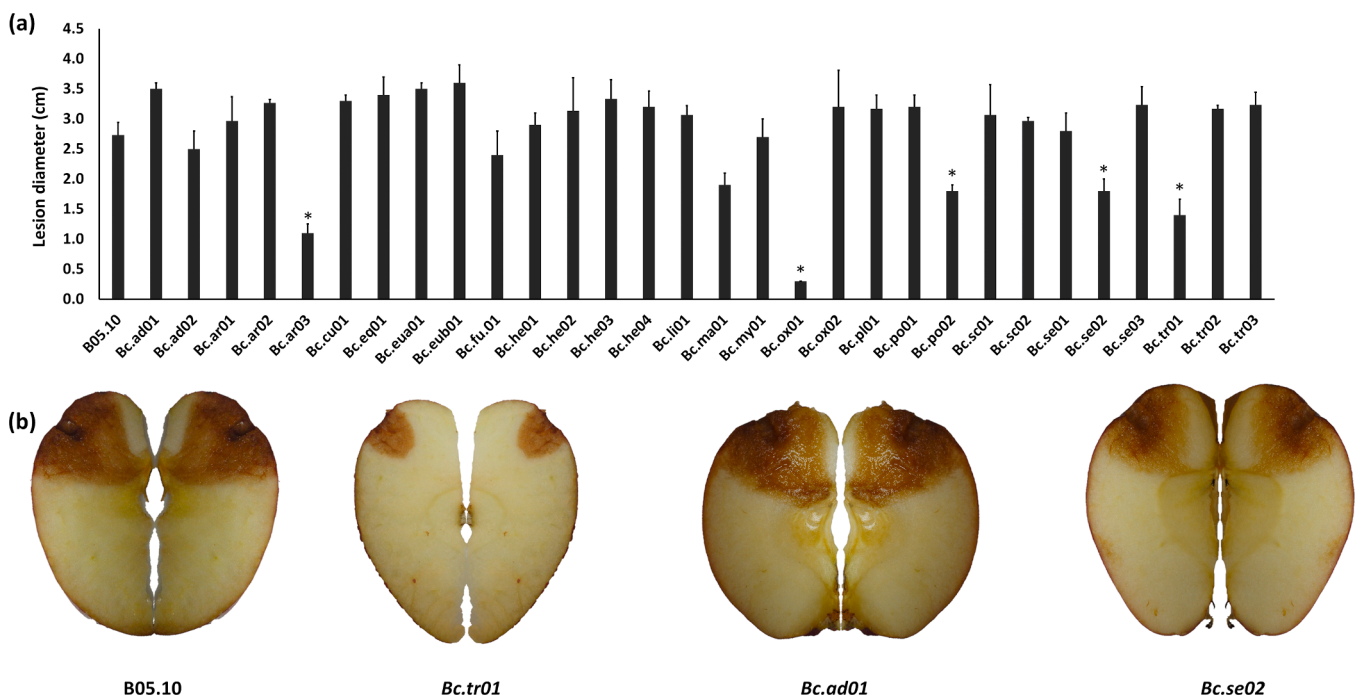 (a)
Lesion diameter (cm)
4.5
4.0
3.5
3.0
2.5
2.0
1.5
1.0
0.5
0.0
* * * * *
B05.10 Bc.ad01 Bc.ad02 Bc.ar01 Bc.ar02 Bc.ar03 Bc.cu01 Bc.eq01 Bc.eua01 Bc.eub01 Bc.fu.01 Bc.he01 Bc.he02 Bc.he03 Bc.he04 Bc.li01 Bc.ma01 Bc.my01 Bc.ox01 Bc.ox02 Bc.pl01 Bc.po01 Bc.po02 Bc.sc01 Bc.sc02 Bc.se01 Bc.se02 Bc.se03 Bc.tr01 Bc.tr02 Bc.tr03
(b)
B05.10 Bc.tr01 Bc.ad01 Bc.se02